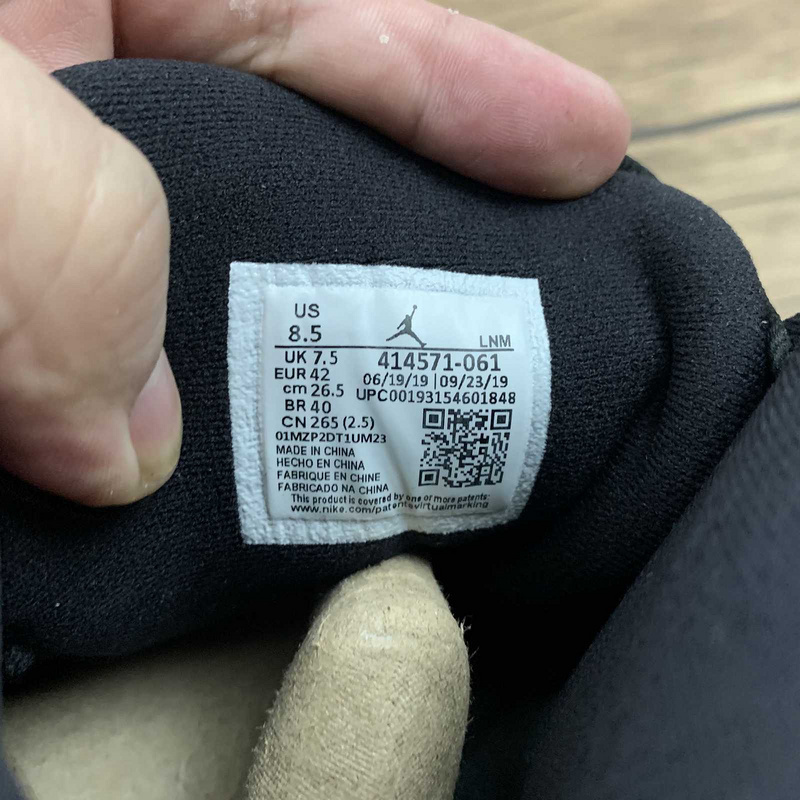 US
8.5
LNM
UK 7.5
414571-061
EUR 42
06/19/19 | 09/23/19
cm 26.5
UPC00193154601848
BR 40
CN 265 (2.5)
01MZP2DT1UM23
MADE IN CHINA
HECHO EN CHINA
FABRIQUE EN CHINE
FABRICADO NA CHINA
This product is covered by one or more patents:
www.nike.com/patentsvirtualmarking